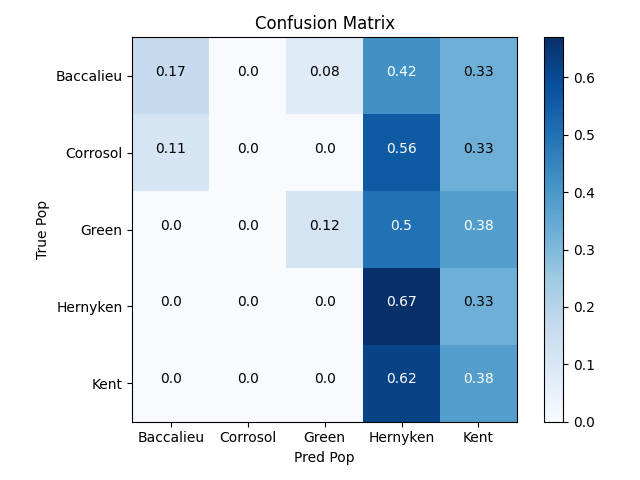 Confusion Matrix
Baccalieu 0.17 0.0 0.08 0.42 0.33
Corrosol 0.11 0.0 0.0 0.56 0.33
Green 0.0 0.0 0.12 0.5 0.38
Hernyken 0.0 0.0 0.0 0.67 0.33
Kent 0.0 0.0 0.0 0.62 0.38
True Pop
Baccalieu Corrosol Green Hernyken Kent
Pred Pop
0.6
0.5
0.4
0.3
0.2
0.1
0.0